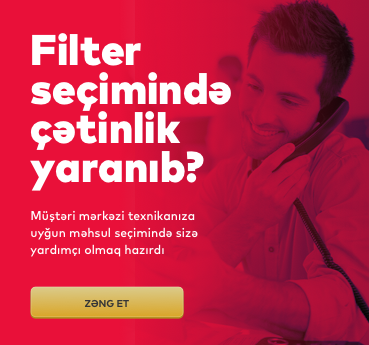 Filter
seçimində
çətinlik
yaranıb?
Müştəri mərkəzi texnikanıza
uyğun məhsul seçimində sizə
yardımçı olmaq hazırdı
ZƏNG ET